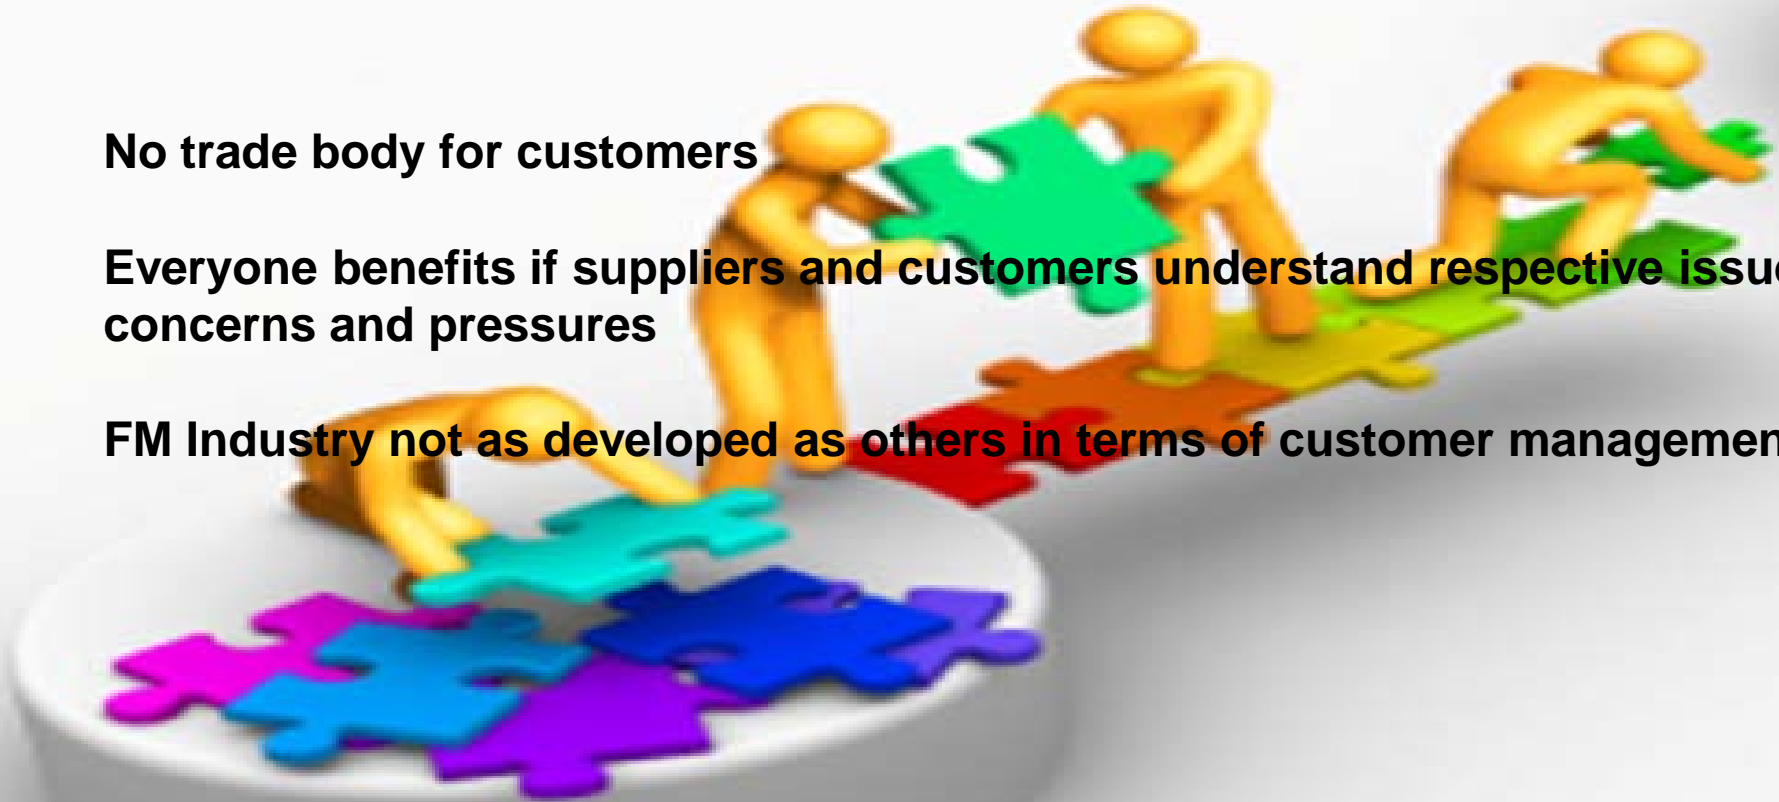 No trade body for customers
Everyone benefits if suppliers and customers understand respective issu
concerns and pressures
FM Industry not as developed as others in terms of customer managemen